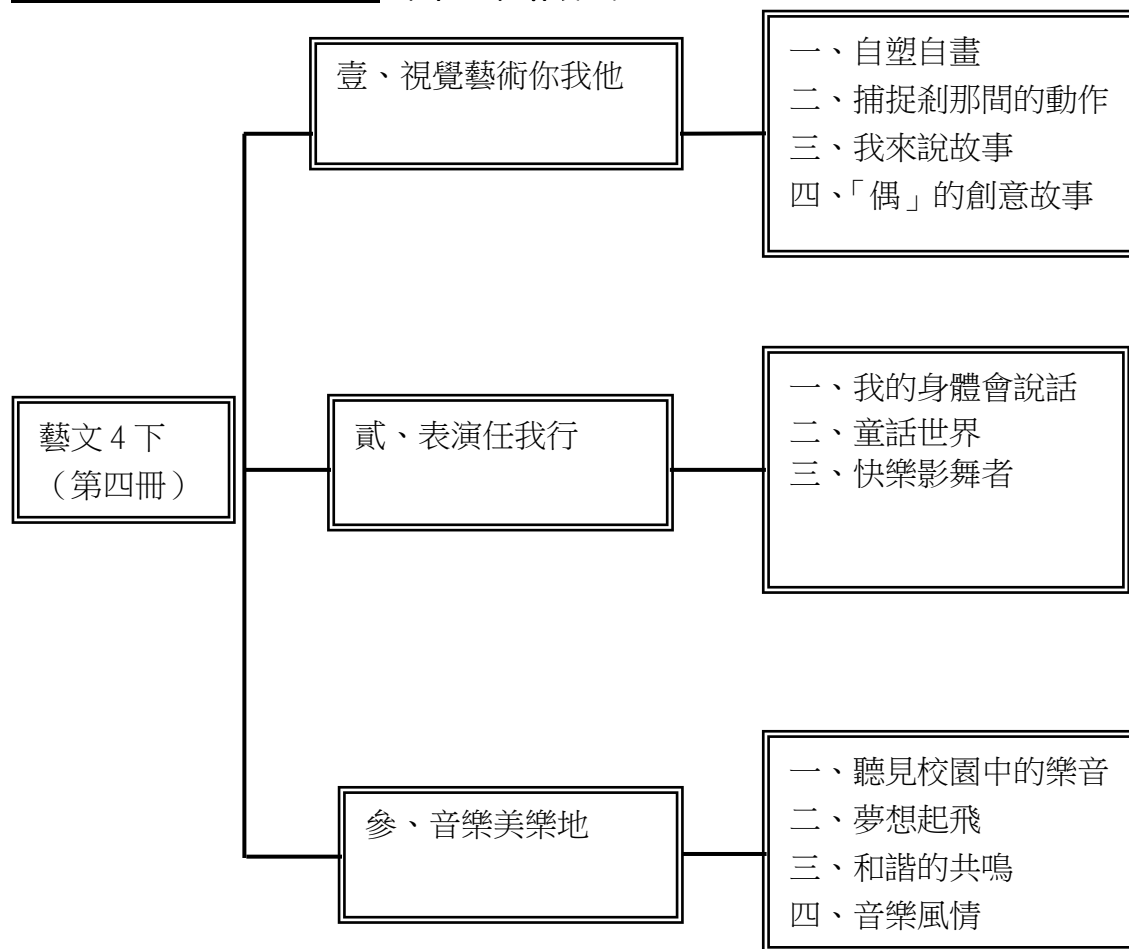 壹、視覺藝術你我他
一、自塑自畫
二、捕捉剎那間的動作
三、我來說故事
四、「偶」的創意故事
藝文4下
（第四冊）
貳、表演任我行
一、我的身體會說話
二、童話世界
三、快樂影舞者
參、音樂美樂地
一、聽見校園中的樂音
二、夢想起飛
三、和諧的共鳴
四、音樂風情